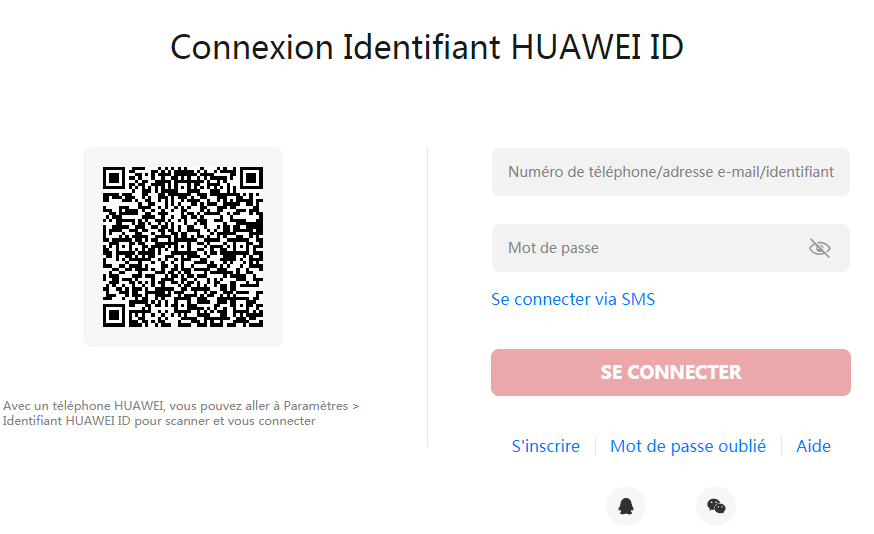 Connexion Identifiant HUAWEI ID
Avec un téléphone HUAWEI, vous pouvez aller à Paramètres >
Identifiant HUAWEI ID pour scanner et vous connecter
Numéro de téléphone/adresse e-mail/identifiant
Mot de passe
Se connecter via SMS
SE CONNECTER
S'inscrire
Mot de passe oublié
Aide